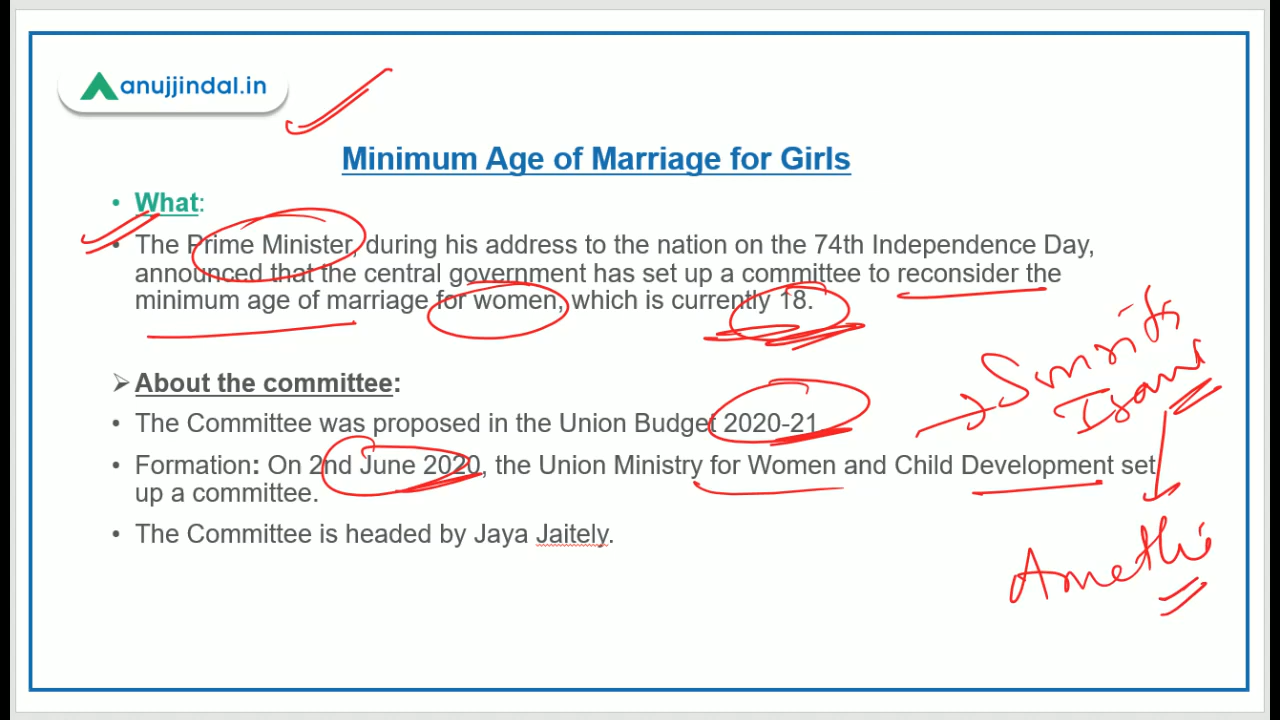 anujjindal.in
Minimum Age of Marriage for Girls
• What:
• The Prime Minister, during his address to the nation on the 74th Independence Day,
announced that the central government has set up a committee to reconsider the
minimum age of marriage for women, which is currently 18.
➢ About the committee:
• The Committee was proposed in the Union Budget 2020-21.
Smriti
Irani
• Formation: On 2nd June 2020, the Union Ministry for Women and Child Development set
up a committee.
• The Committee is headed by Jaya Jaitely.
Amethi